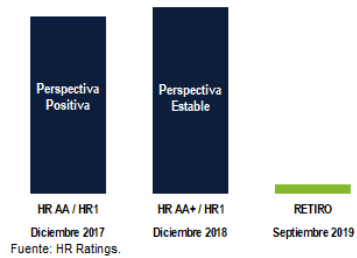 Perspectiva
Positiva
Perspectiva
Estable
HR AA / HR1
HR AA+ / HR1
RETIRO
Diciembre 2017
Diciembre 2018
Septiembre 2019
Fuente: HR Ratings.